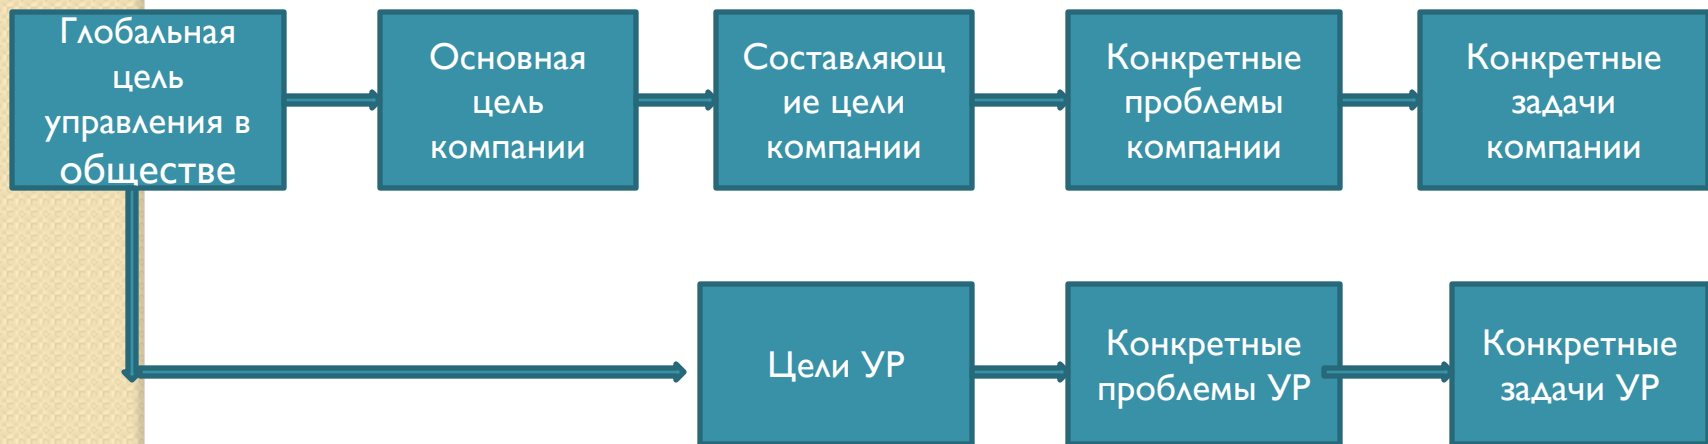 Глобальная
цель
управления в
обществе
Основная
цель
компании
Составляющ
ие цели
компании
Конкретные
проблемы
компании
Конкретные
задачи
компании
Цели УР
Конкретные
проблемы УР
Конкретные
задачи УР